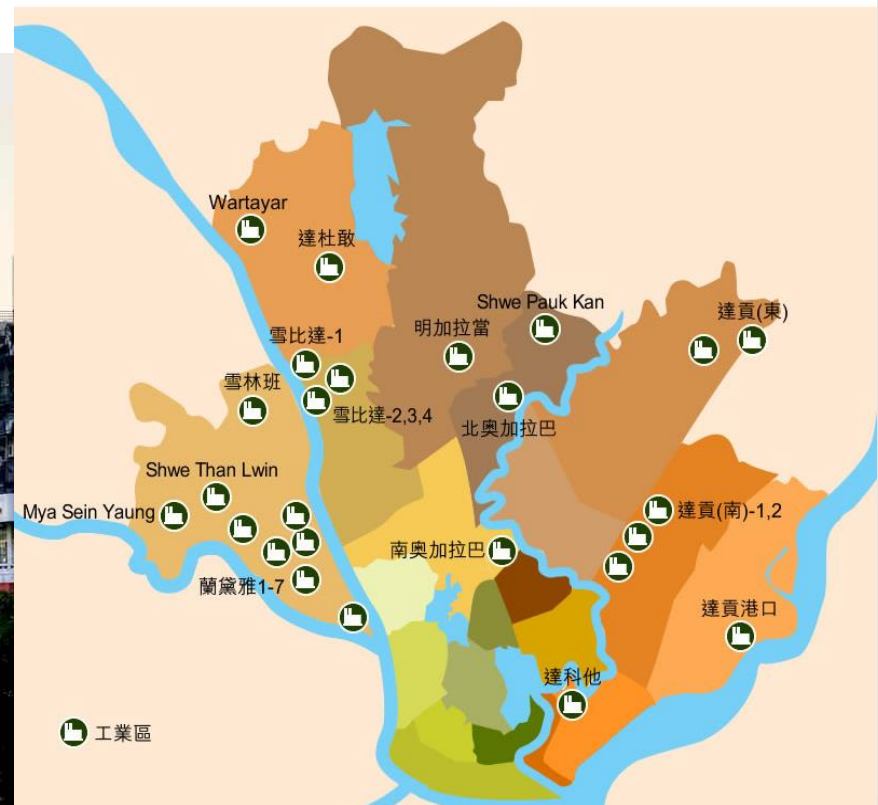 Wartayar
達杜敢
Shwe Pauk Kan
達貢(東)
明加拉當
雪比達-1
雪林班
雪比達-2,3,4
北奧加拉巴
Shwe Than Lwin
Mya Sein Yaung
達貢(南)-1,2
南奧加拉巴
蘭黛雅1-7
達貢港口
達科他
工業區